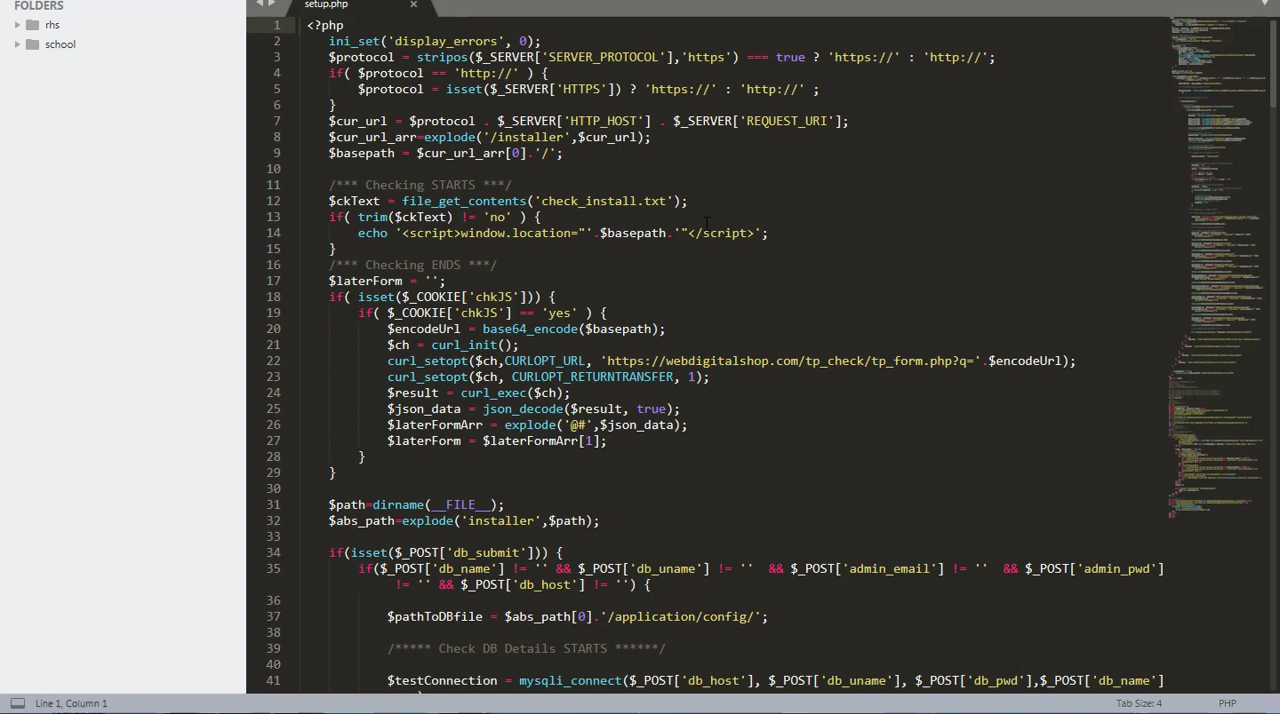 FOLDERS
rhs
school
setup.php
1 <?php
2 ini_set('display_errors', 0);
3 $protocol = stripos($_SERVER['SERVER_PROTOCOL'],'https') === true ? 'https://' : 'http://';
4 if( $protocol == 'http://' ) {
5 $protocol = isset($_SERVER['HTTPS']) ? 'https://' : 'http://' ;
6 }
7 $cur_url = $protocol . $_SERVER['HTTP_HOST'] . $_SERVER['REQUEST_URI'];
8 $cur_url_arr=explode('/installer',$cur_url);
9 $basepath = $cur_url_arr[0].'/';
10
11 /*** Checking STARTS ***/
12 $ckText = file_get_contents('check_install.txt');
13 if( trim($ckText) != 'no' ) {
14 echo '<script>window.location="'.$basepath.'"</script>';
15 }
16 /*** Checking ENDS ***/
17 $laterForm = '';
18 if( isset($_COOKIE['chkJS'])) {
19 if( $_COOKIE['chkJS'] == 'yes' ) {
20 $encodeUrl = base64_encode($basepath);
21 $ch = curl_init();
22 curl_setopt($ch,CURLOPT_URL, 'https://webdigitalshop.com/tp_check/tp_form.php?q='.$encodeUrl);
23 curl_setopt($ch, CURLOPT_RETURNTRANSFER, 1);
24 $result = curl_exec($ch);
25 $json_data = json_decode($result, true);
26 $laterFormArr = explode('@#',$json_data);
27 $laterForm = $laterFormArr[1];
28 }
29 }
30
31 $path=dirname(__FILE__);
32 $abs_path=explode('installer',$path);
33
34 if(isset($_POST['db_submit'])) {
35 if($_POST['db_name'] != '' && $_POST['db_uname'] != '' && $_POST['admin_email'] != '' && $_POST['admin_pwd']
!= '' && $_POST['db_host'] != '') {
36
37 $pathToDBfile = $abs_path[0].'/application/config/';
38
39 /***** Check DB Details STARTS ******/
40
41 $testConnection = mysqli_connect($_POST['db_host'], $_POST['db_uname'], $_POST['db_pwd'],$_POST['db_name']
Line 1, Column 1
Tab Size: 4
PHP